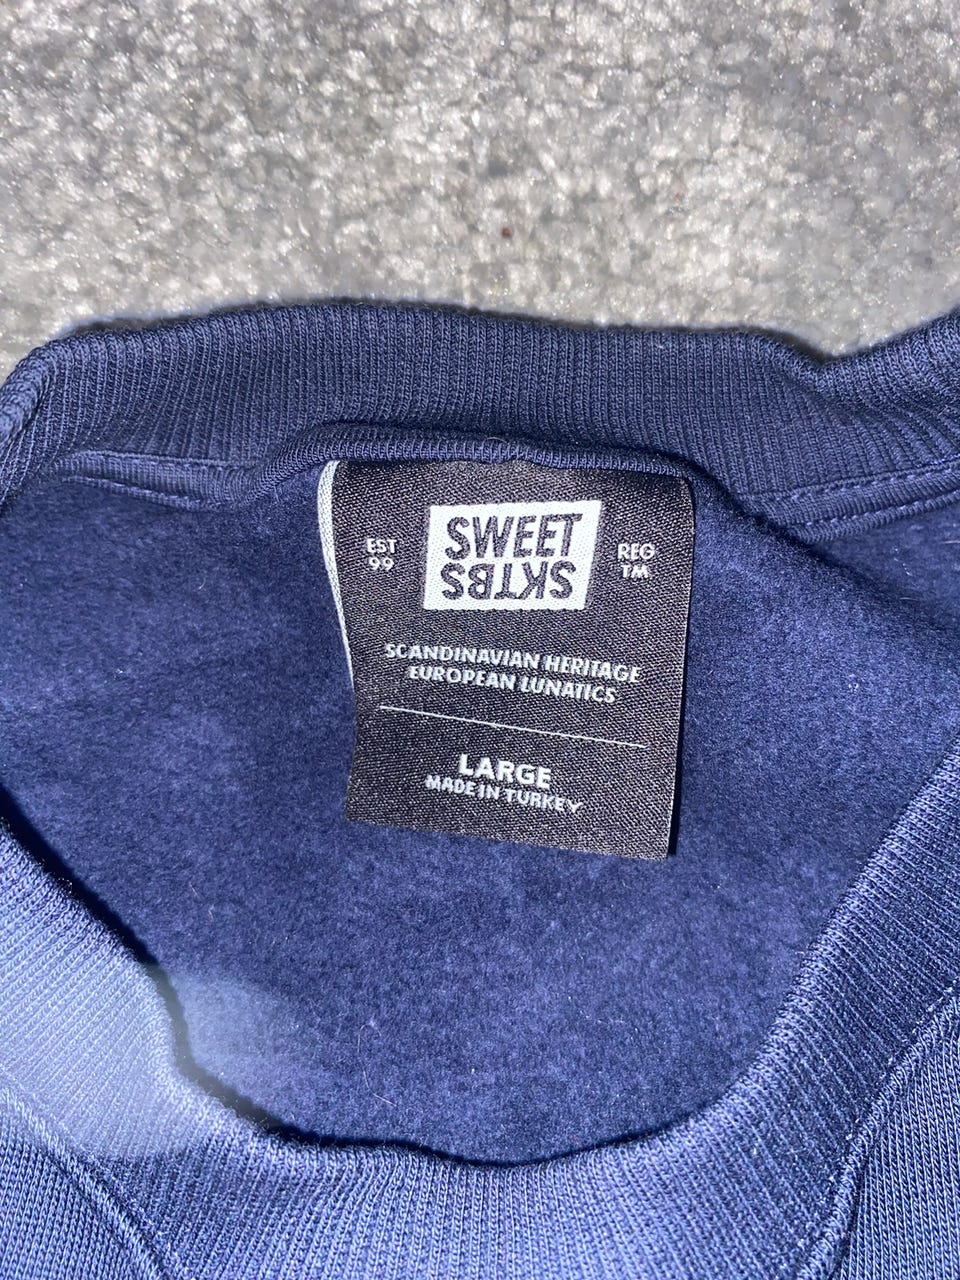 SWEET
SKTBS
EST
99
REG
TM
SCANDINAVIAN HERITAGE
EUROPEAN LUNATICS
LARGE
MADE IN TURKEY